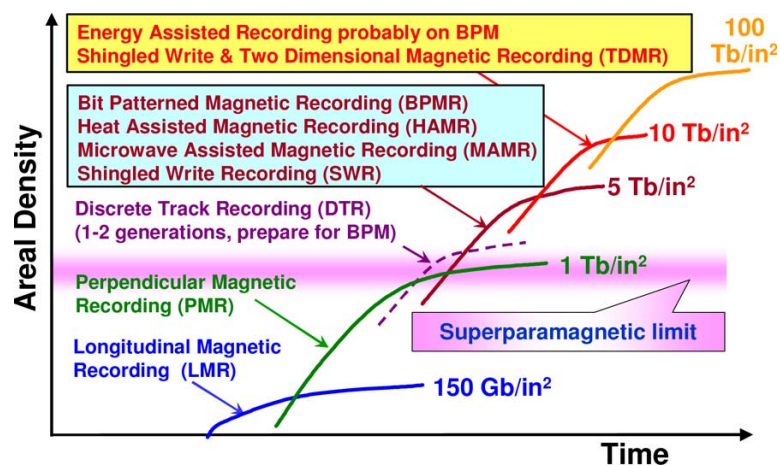 Energy Assisted Recording probably on BPM
Shingled Write & Two Dimensional Magnetic Recording (TDMR)
100
Tb/in²
Bit Patterned Magnetic Recording (BPMR)
Heat Assisted Magnetic Recording (HAMR)
Microwave Assisted Magnetic Recording (MAMR)
Shingled Write Recording (SWR)
10 Tb/in²
5 Tb/in²
Discrete Track Recording (DTR)
(1-2 generations, prepare for BPM)
Areal Density
1 Tb/in²
Perpendicular Magnetic
Recording (PMR)
Superparamagnetic limit
Longitudinal Magnetic
Recording (LMR)
150 Gb/in²
Time